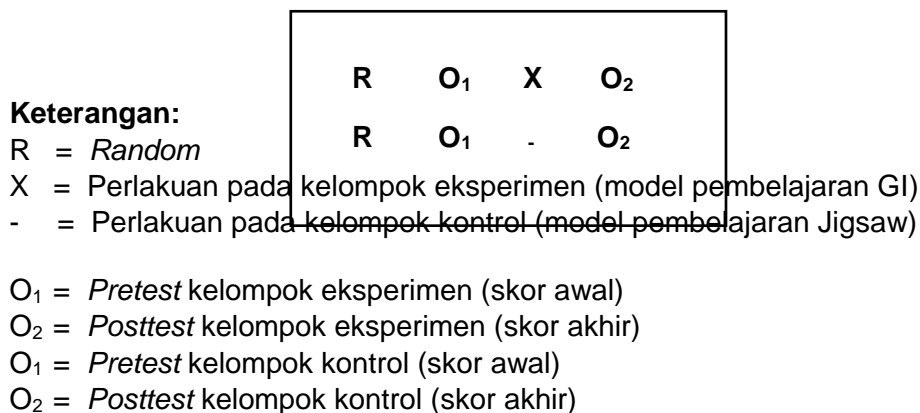 R O₁ X O₂
Keterangan:
R O₁ - O₂
R = Random
X = Perlakuan pada kelompok eksperimen (model pembelajaran GI)
- = Perlakuan pada kelompok kontrol (model pembelajaran Jigsaw)
O₁ = Pretest kelompok eksperimen (skor awal)
O₂ = Posttest kelompok eksperimen (skor akhir)
O₁ = Pretest kelompok kontrol (skor awal)
O₂ = Posttest kelompok kontrol (skor akhir)